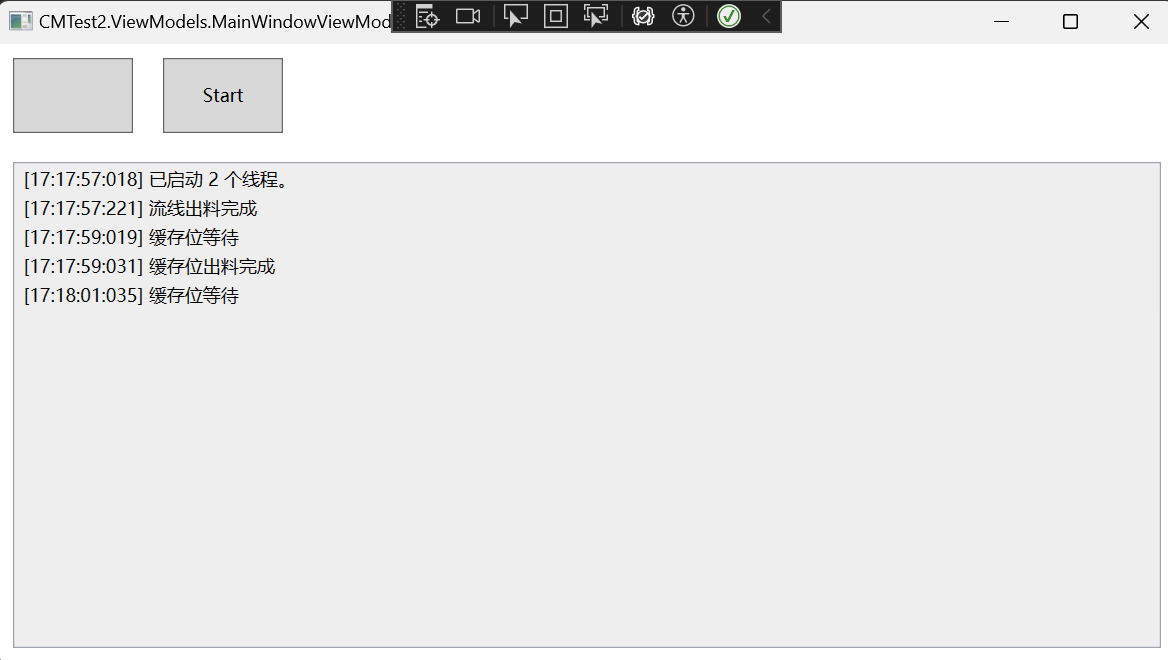 CMTest2.ViewModels.MainWindowViewMod
Start
[17:17:57:018] 已启动 2 个线程。
[17:17:57:221] 流线出料完成
[17:17:59:019] 缓存位等待
[17:17:59:031] 缓存位出料完成
[17:18:01:035] 缓存位等待